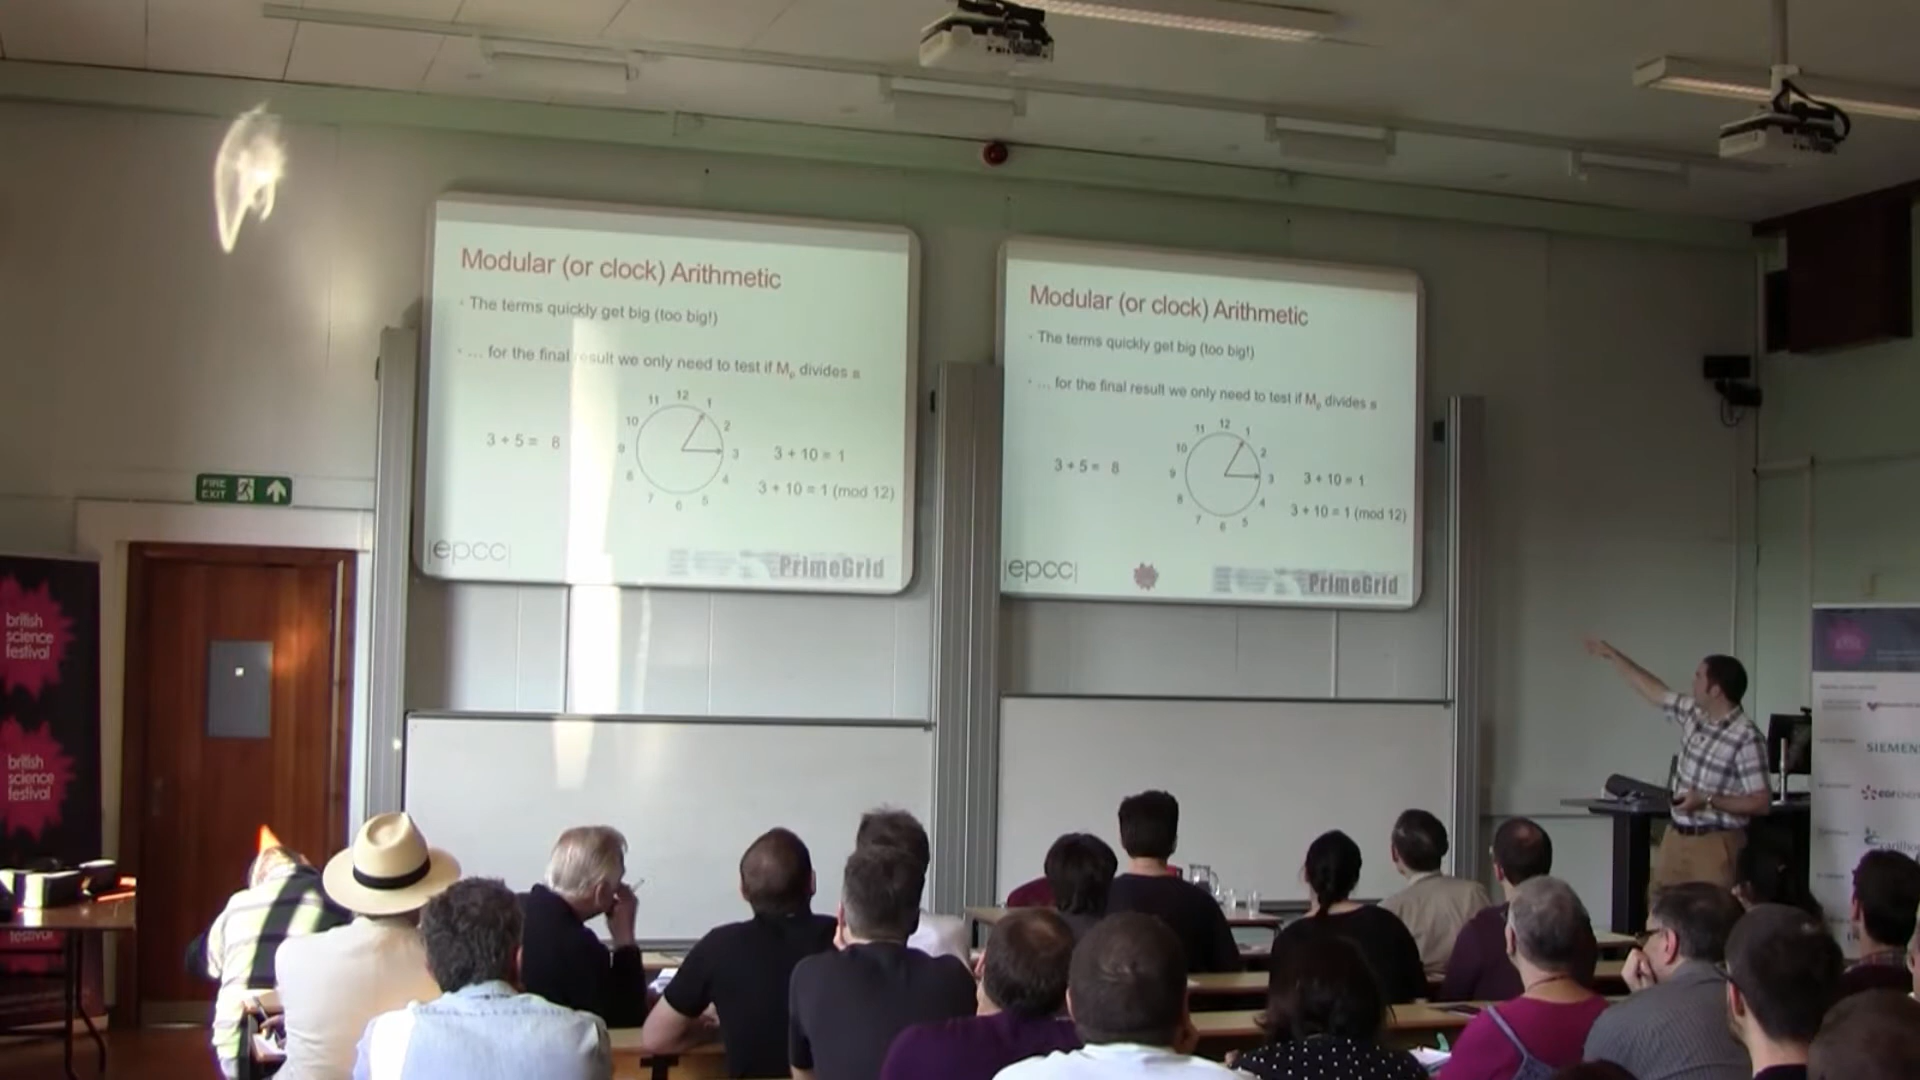 Modular (or clock) Arithmetic
· The terms quickly get big (too big!)
· ... for the final result we only need to test if Mp divides s
3 + 5 = 8
12
1
2
3
4
5
6
7
8
9
10
11
3 + 10 = 1
3 + 10 = 1 (mod 12)
|epcc|
PrimeGrid
Modular (or clock) Arithmetic
· The terms quickly get big (too big!)
· ... for the final result we only need to test if Mp divides s
3 + 5 = 8
12
1
2
3
4
5
6
7
8
9
10
11
3 + 10 = 1
3 + 10 = 1 (mod 12)
|epcc|
PrimeGrid
FIRE
EXIT
british
science
festival
british
science
festival
festival
SIEMENS